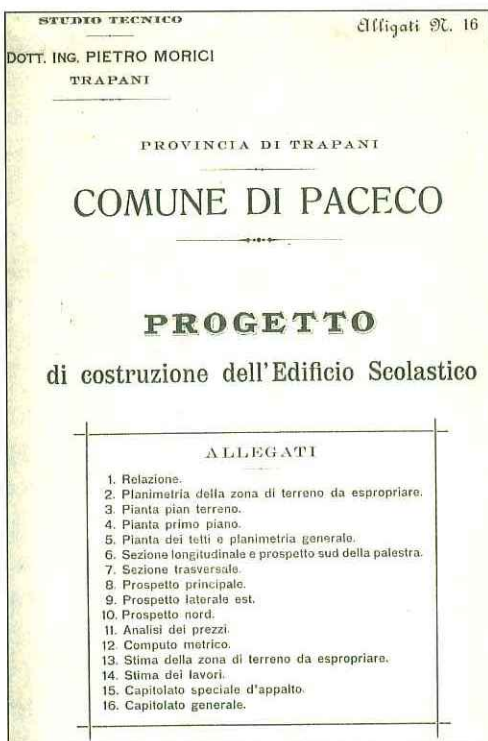 STUDIO TECNICO
Alligati N. 16
DOTT. ING. PIETRO MORICI
TRAPANI
PROVINCIA DI TRAPANI
COMUNE DI PACECO
PROGETTO
di costruzione dell'Edificio Scolastico
ALLEGATI
1. Relazione.
2. Planimetria della zona di terreno da espropriare.
3. Pianta pian terreno.
4. Pianta primo piano.
5. Pianta dei tetti e planimetria generale.
6. Sezione longitudinale e prospetto sud della palestra.
7. Sezione trasversale.
8. Prospetto principale.
9. Prospetto laterale est.
10. Prospetto nord.
11. Analisi dei prezzi.
12. Computo metrico.
13. Stima della zona di terreno da espropriare.
14. Stima dei lavori.
15. Capitolato speciale d'appalto.
16. Capitolato generale.